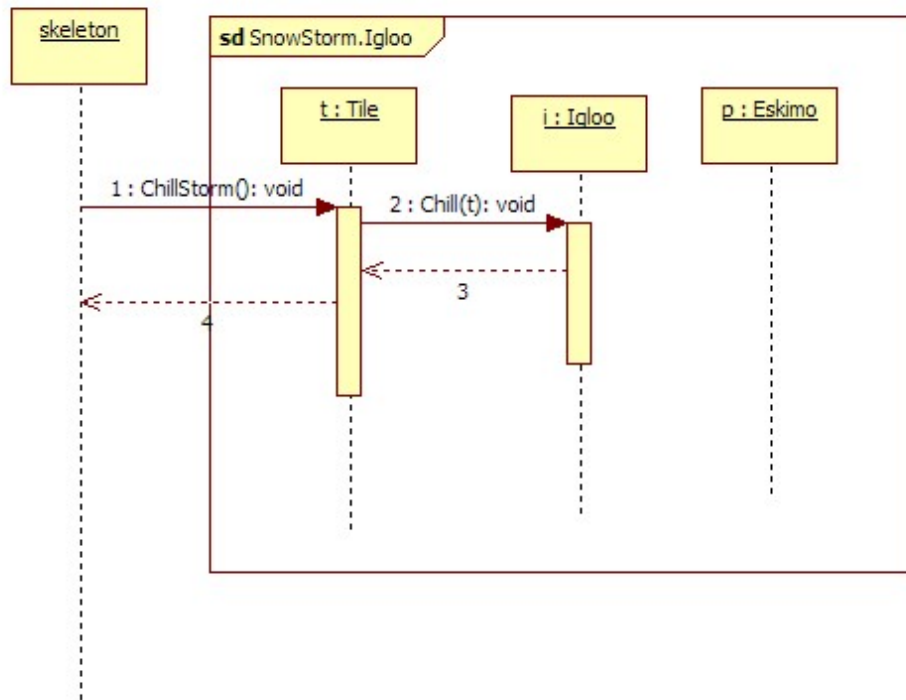 skeleton
sd SnowStorm.Igloo
t : Tile
i : Igloo
p : Eskimo
1 : ChillStorm(): void
2 : Chill(t): void
3
4